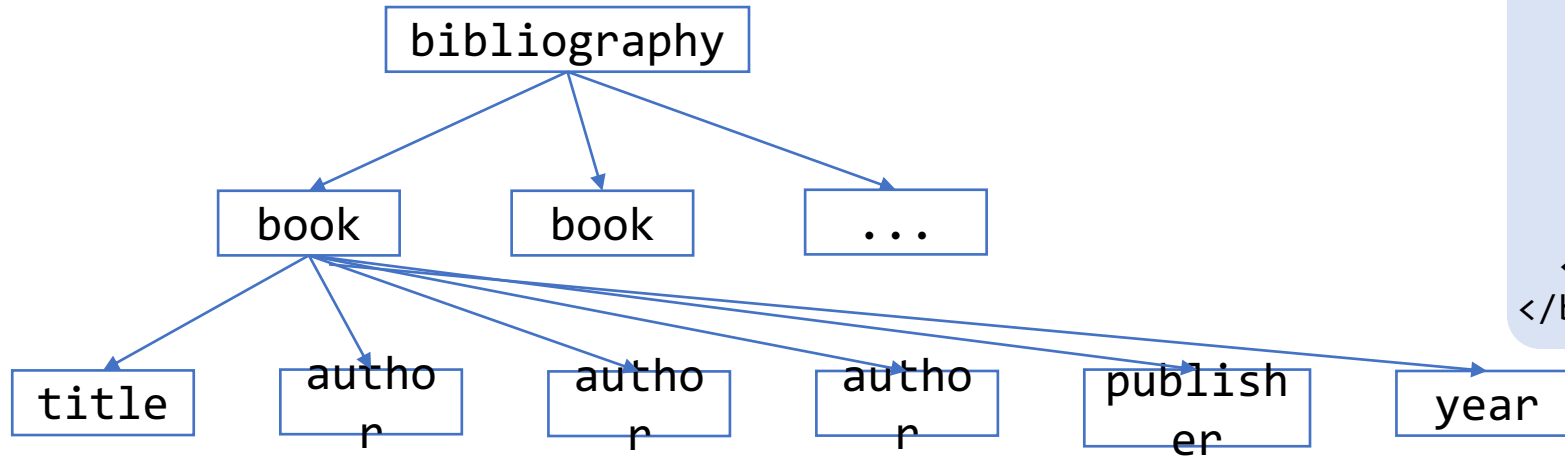 bibliography
book
book
...
<
</b
title
autho
r
autho
r
autho
r
publish
er
year